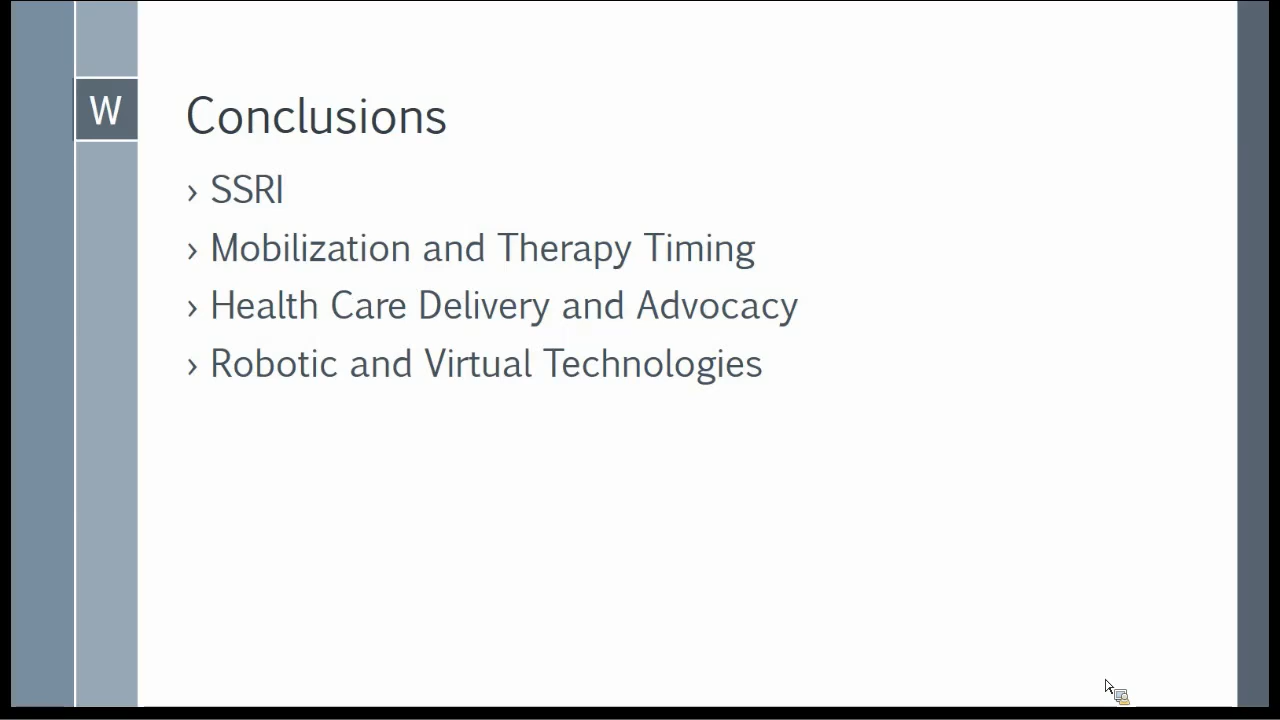 W
Conclusions
› SSRI
› Mobilization and Therapy Timing
› Health Care Delivery and Advocacy
› Robotic and Virtual Technologies